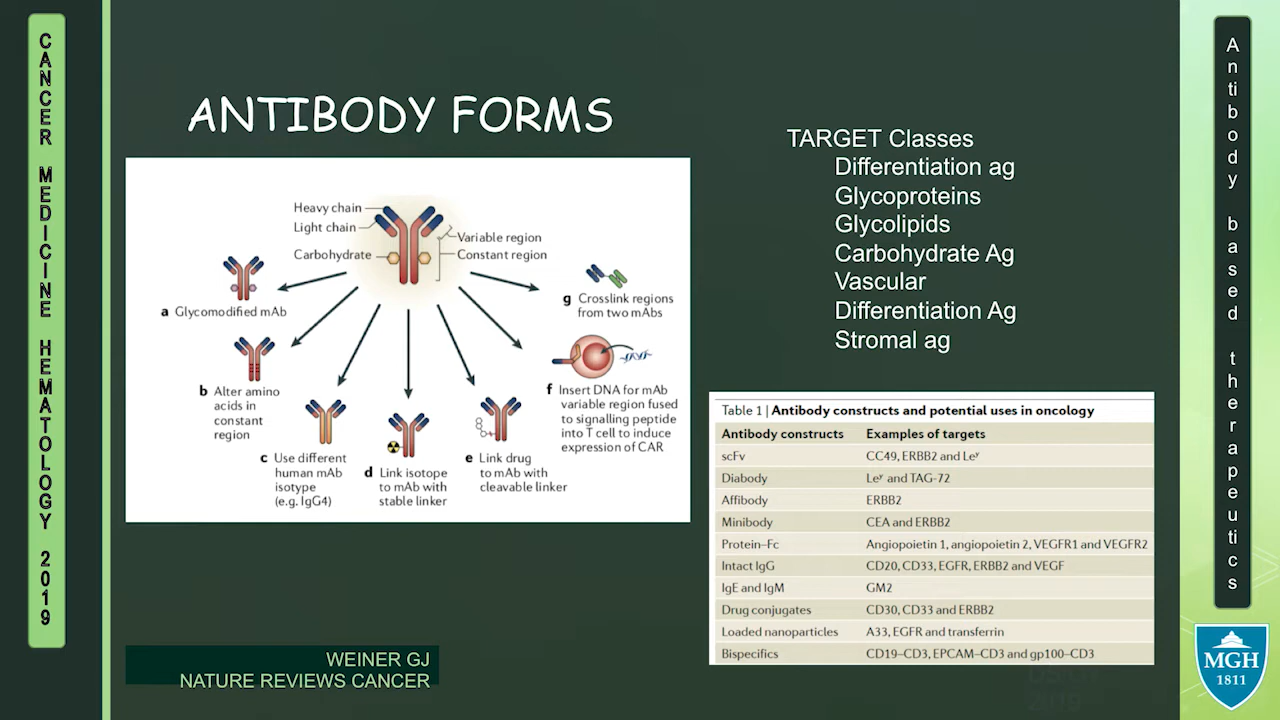 CANCER MEDICINE HEMATOLOGY 2019
ANTIBODY FORMS
Heavy chain
Light chain
Carbohydrate
Variable region
Constant region
a Glycomodified mAb
b Alter amino
acids in
constant
region
c Use different
human mAb
isotype
(e.g. IgG4)
d Link isotope
to mAb with
stable linker
e Link drug
to mAb with
cleavable linker
f Insert DNA for mAb
variable region fused
to signalling peptide
into T cell to induce
expression of CAR
g Crosslink regions
from two mAbs
WEINER GJ
NATURE REVIEWS CANCER
TARGET Classes
Differentiation ag
Glycoproteins
Glycolipids
Carbohydrate Ag
Vascular
Differentiation Ag
Stromal ag
Table 1 | Antibody constructs and potential uses in oncology
Antibody constructs Examples of targets
scFv CC49, ERBB2 and Leʸ
Diabody Leʸ and TAG-72
Affibody ERBB2
Minibody CEA and ERBB2
Protein–Fc Angiopoietin 1, angiopoietin 2, VEGFR1 and VEGFR2
Intact IgG CD20, CD33, EGFR, ERBB2 and VEGF
IgE and IgM GM2
Drug conjugates CD30, CD33 and ERBB2
Loaded nanoparticles A33, EGFR and transferrin
Bispecifics CD19–CD3, EPCAM–CD3 and gp100–CD3
2019
Antibody based therapeutics
MGH
1811